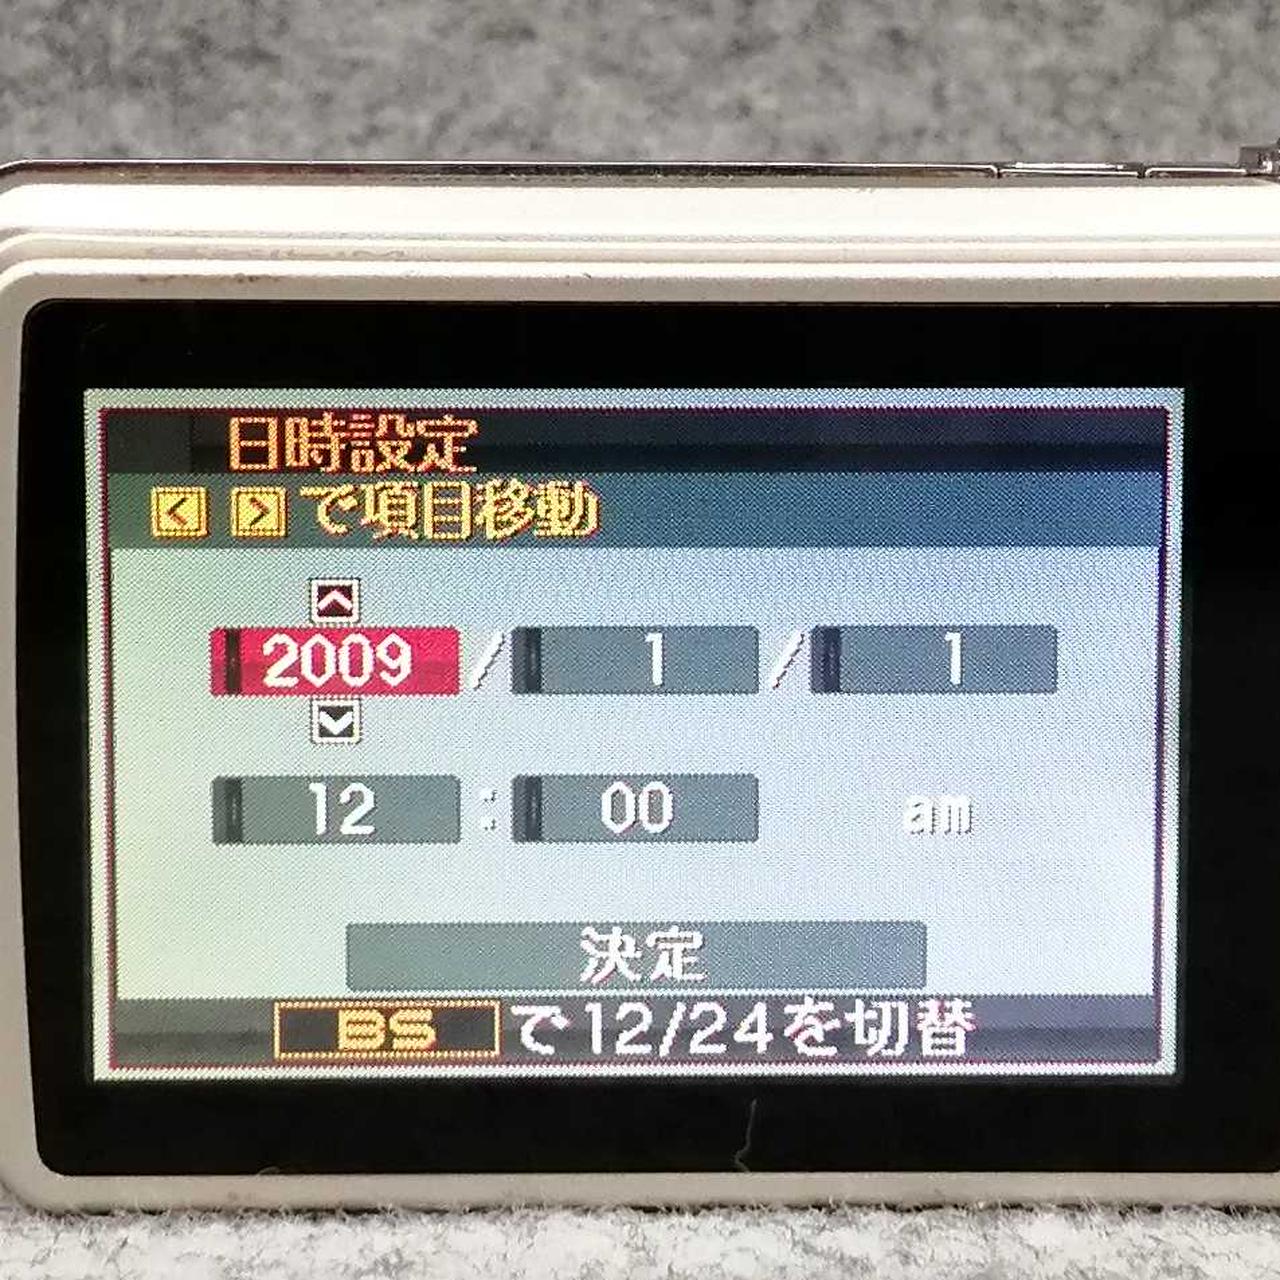 日時設定
< > で項目移動
2009 / 1 / 1
12 : 00 am
決定
BS で12/24を切替